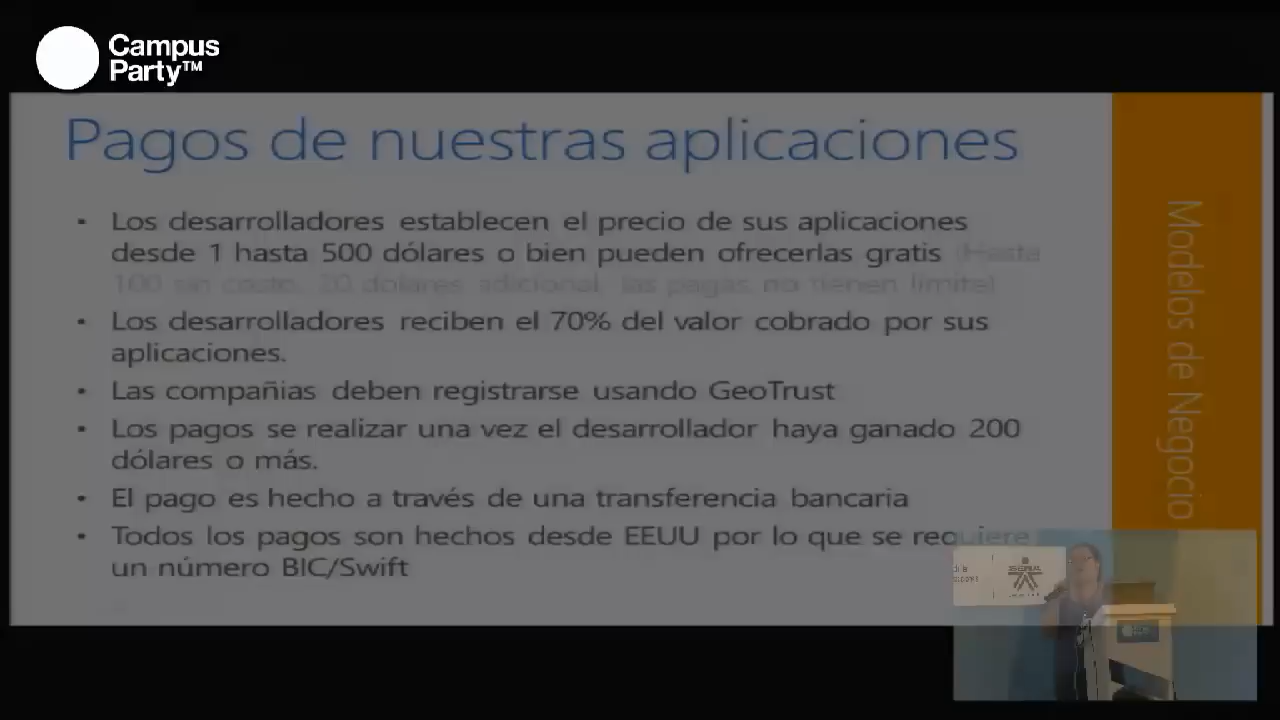 Campus
Party™
Pagos de nuestras aplicaciones
• Los desarrolladores establecen el precio de sus aplicaciones
desde 1 hasta 500 dólares o bien pueden ofrecerlas gratis (Hasta
100 sin costo, 20 dolares adicional, las pagas no tienen limite)
• Los desarrolladores reciben el 70% del valor cobrado por sus
aplicaciones.
• Las compañias deben registrarse usando GeoTrust
• Los pagos se realizar una vez el desarrollador haya ganado 200
dólares o más.
• El pago es hecho a través de una transferencia bancaria
• Todos los pagos son hechos desde EEUU por lo que se requiere
un número BIC/Swift
Modelos de Negocio
SENA